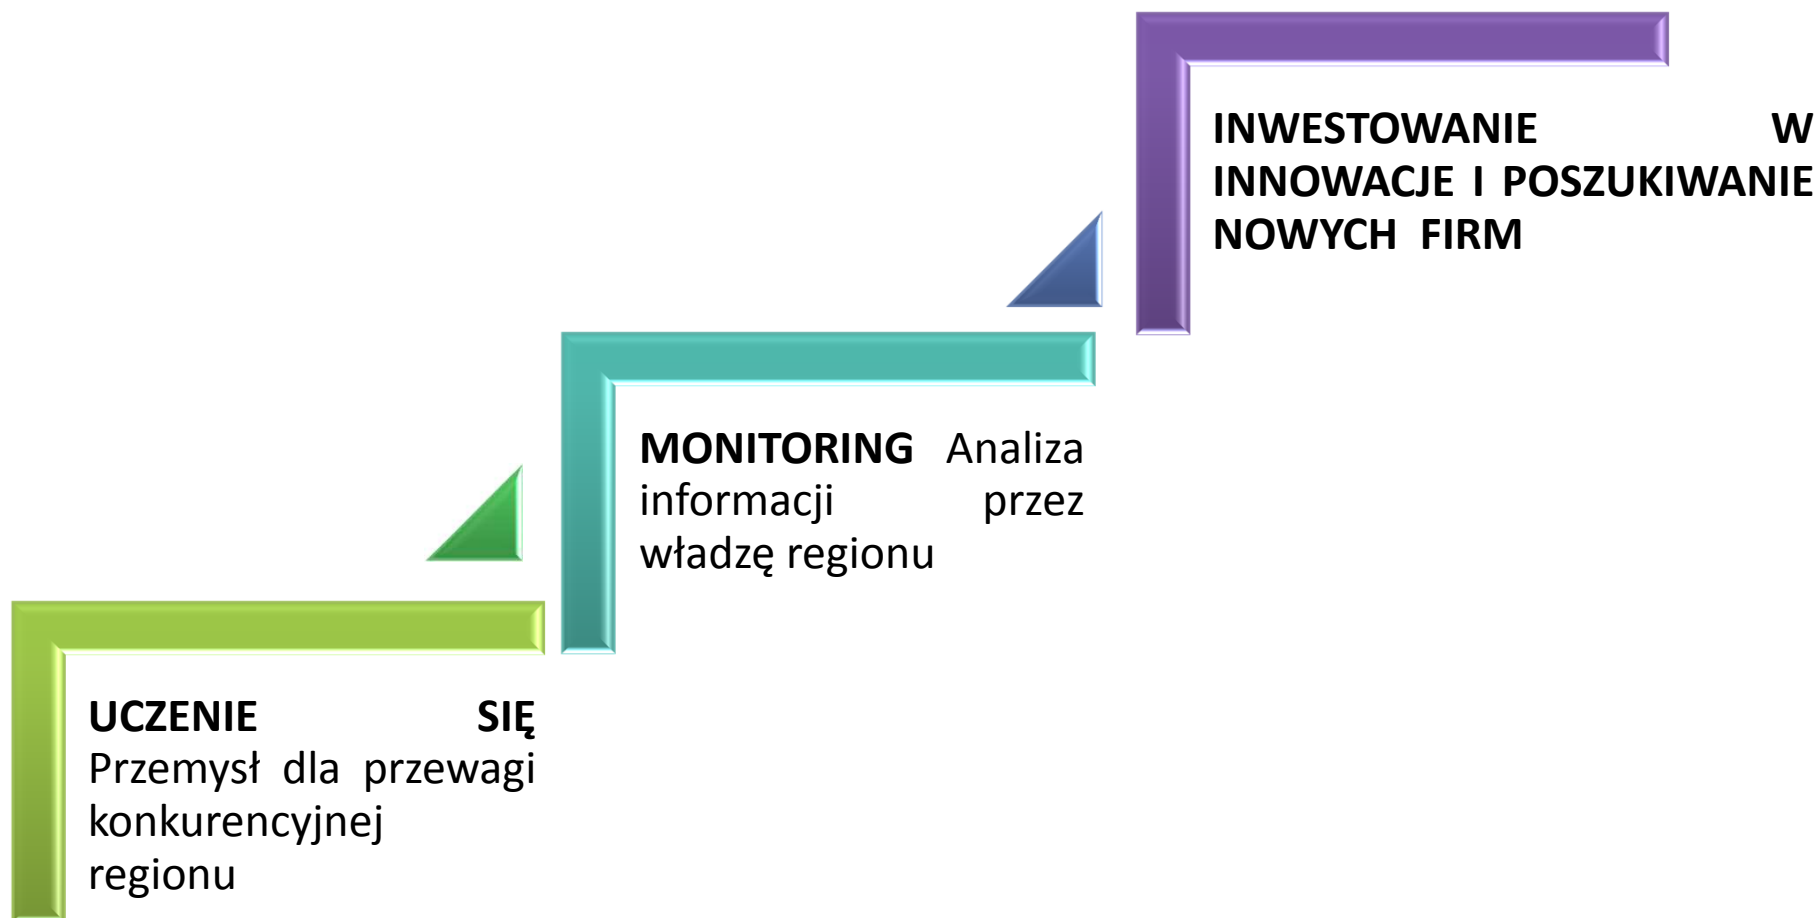 INWESTOWANIE W
INNOWACJE I POSZUKIWANIE
NOWYCH FIRM
MONITORING Analiza
informacji przez
władzę regionu
UCZENIE SIĘ
Przemysł dla przewagi
konkurencyjnej
regionu